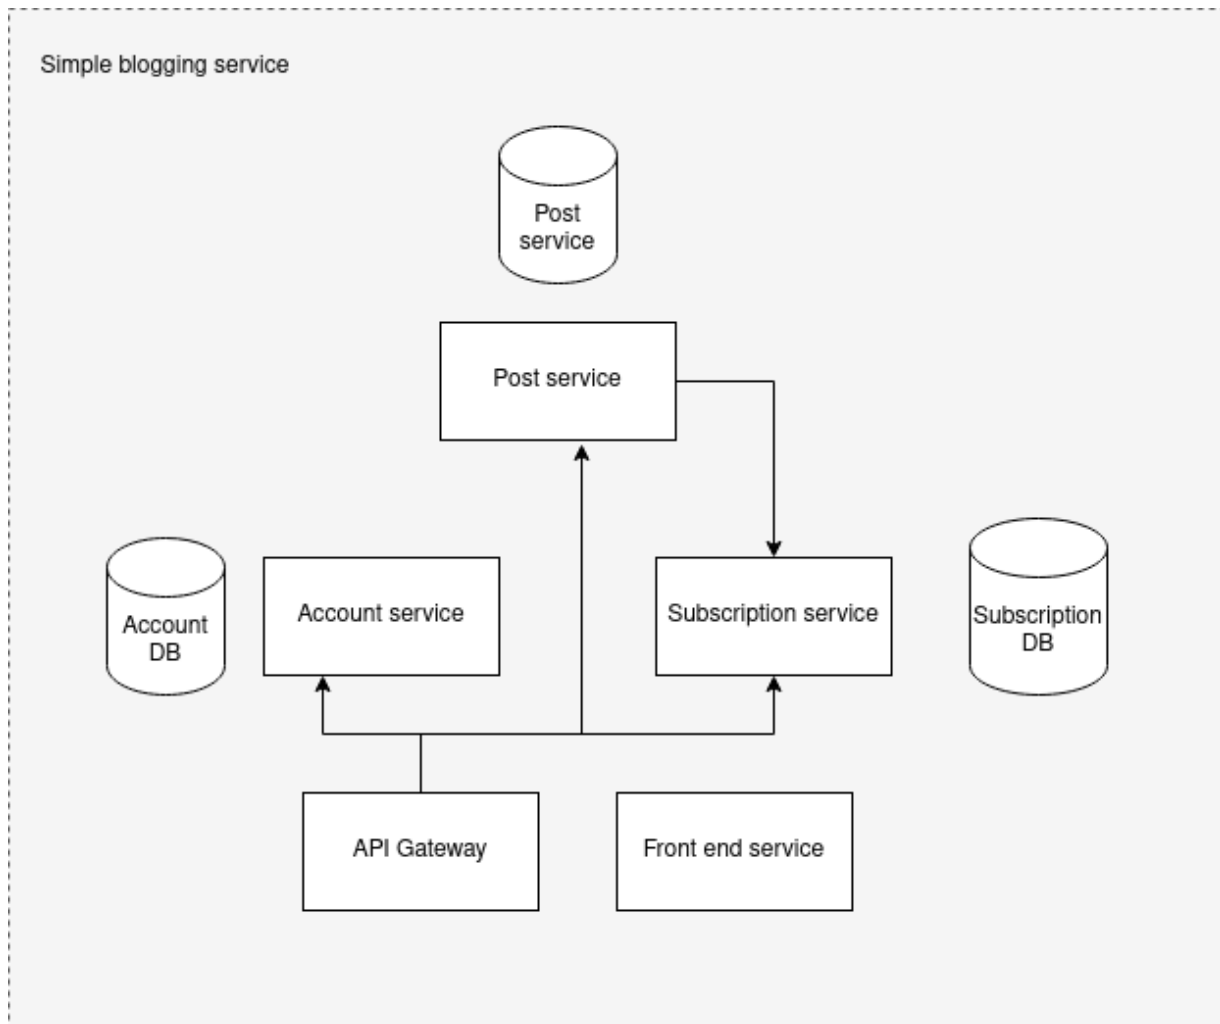 Simple blogging service
Post
service
Post service
Account
DB
Account service
Subscription service
Subscription
DB
API Gateway
Front end service